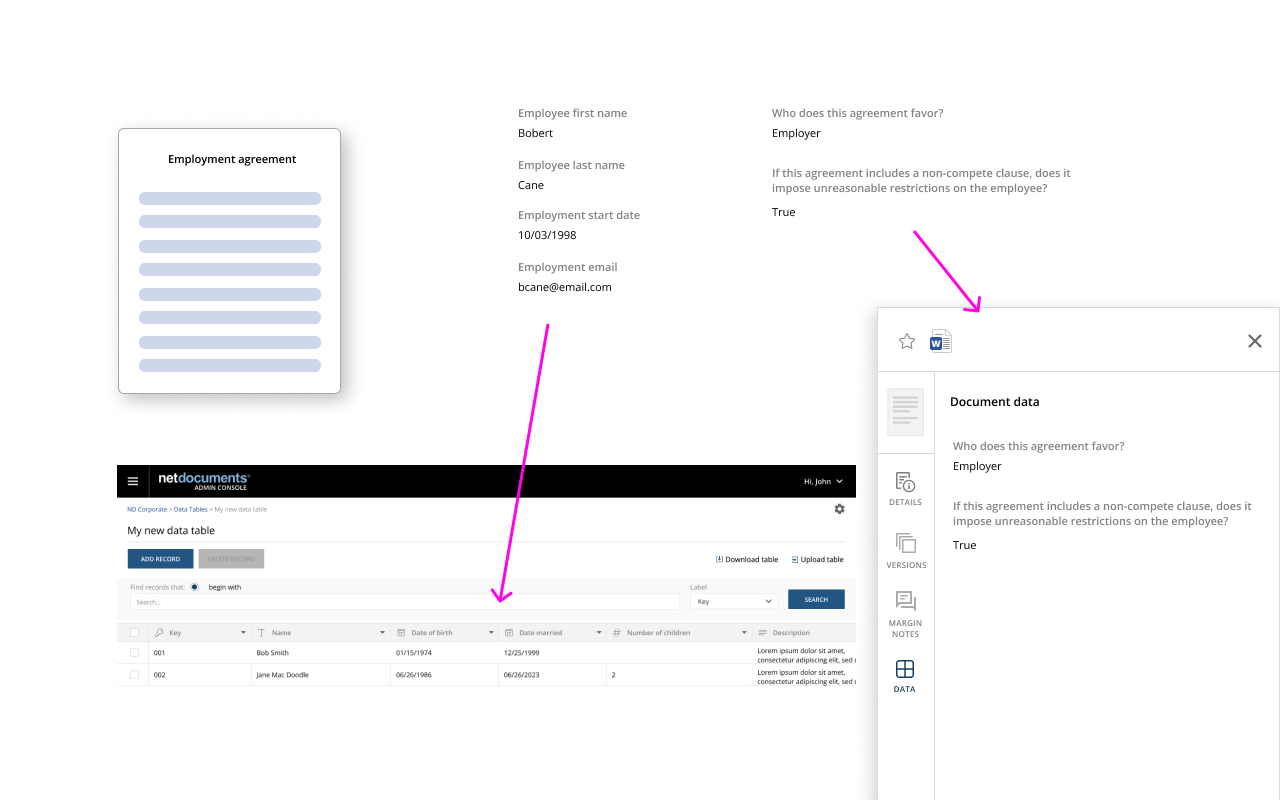 Employment agreement
Employee first name
Bobert
Employee last name
Cane
Employment start date
10/03/1998
Employment email
bcane@email.com
Who does this agreement favor?
Employer
If this agreement includes a non-compete clause, does it
impose unreasonable restrictions on the employee?
True
netdocuments®
ADMIN CONSOLE
Hi, John
ND Corporate > Data Tables > My new data table
My new data table
ADD RECORD
DELETE RECORD
Download table
Upload table
Find records that:
begin with
Search...
Label
Key
SEARCH
Key
Name
Date of birth
Date married
Number of children
Description
001
Bob Smith
01/15/1974
12/25/1999
Lorem ipsum dolor sit amet,
consectetur adipiscing elit, sed
002
Jane Mac Doodle
06/26/1986
06/26/2023
2
Lorem ipsum dolor sit amet,
consectetur adipiscing elit, sed
W
DETAILS
VERSIONS
MARGIN
NOTES
DATA
Document data
Who does this agreement favor?
Employer
If this agreement includes a non-compete clause, does it
impose unreasonable restrictions on the employee?
True